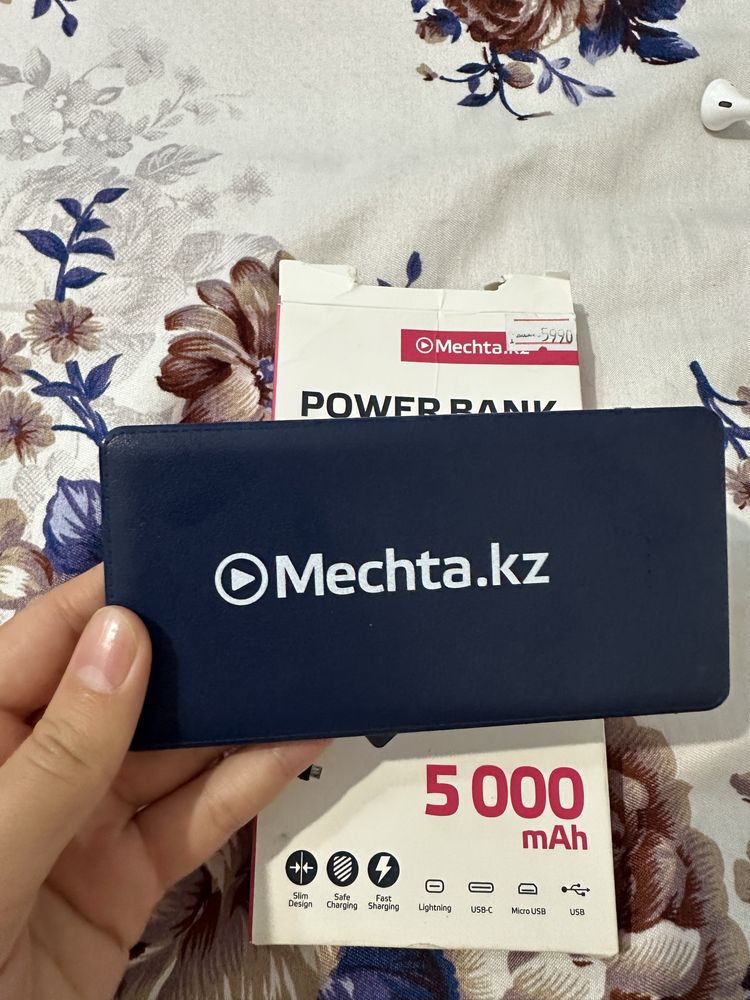 Mechta.kz
5990
POWER BANK
Mechta.kz
5 000
mAh
Slim
Design
Safe
Charging
Fast
Sharging
Lightning
USB-C
Micro USB
USB